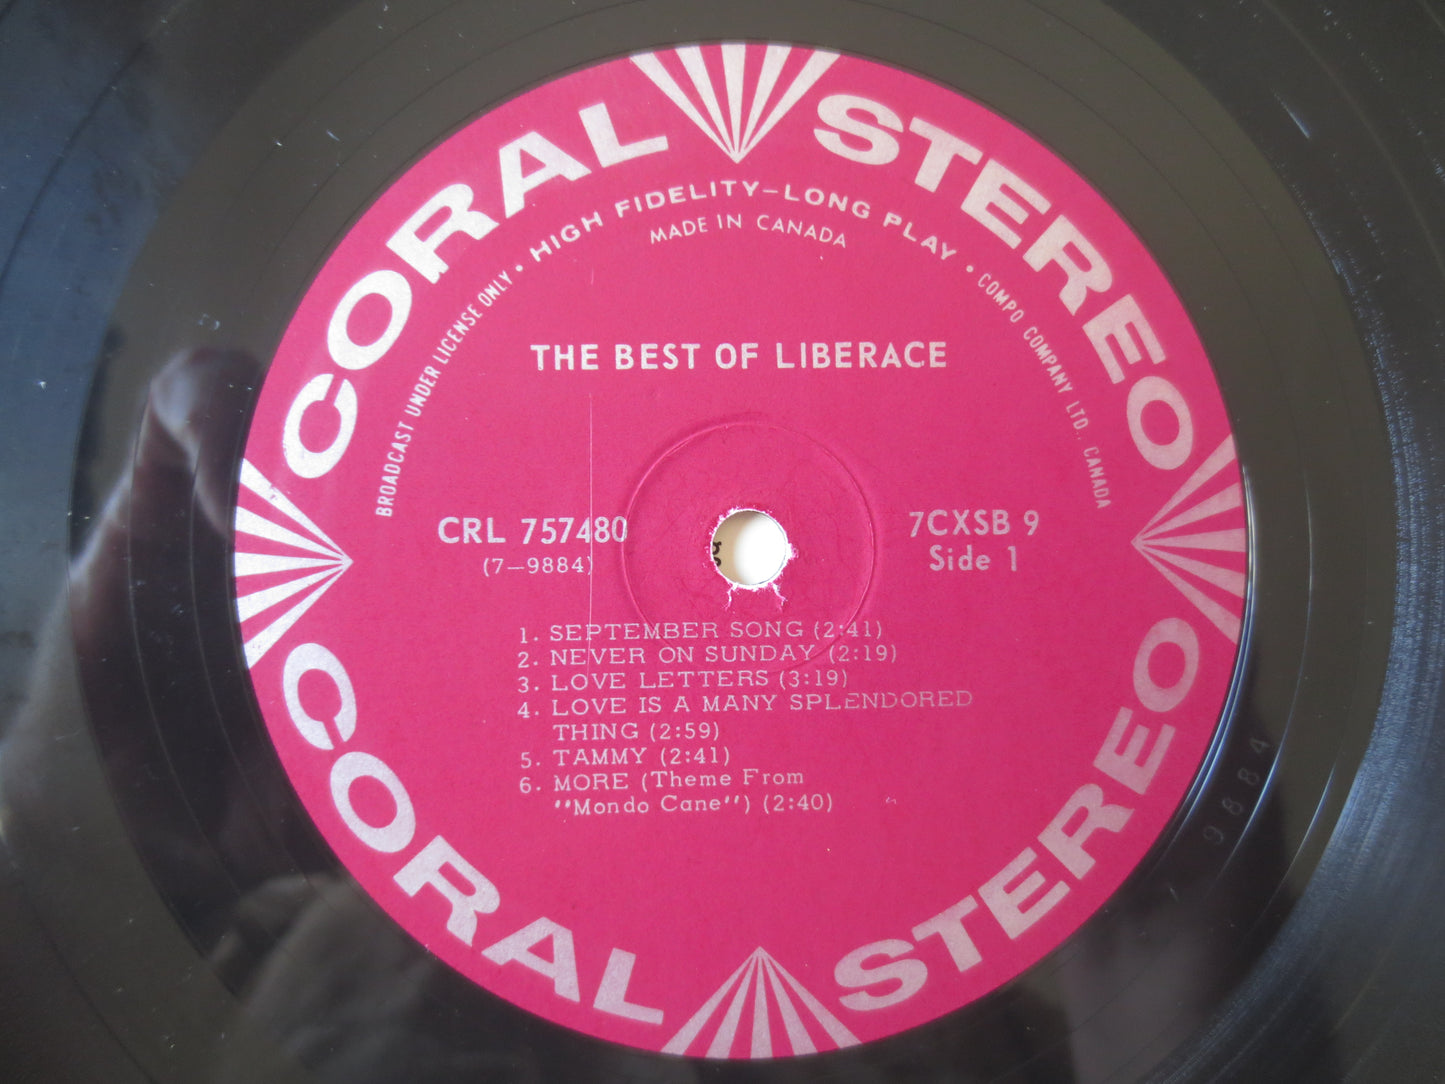 CORAL STEREO
• HIGH FIDELITY—LONG PLAY •
MADE IN CANADA
BROADCAST UNDER LICENSE ONLY
COMPO COMPANY LTD., CANADA
THE BEST OF LIBERACE
CRL 757480
(7—9884)
7CXSB 9
Side 1
1. SEPTEMBER SONG (2:41)
2. NEVER ON SUNDAY (2:19)
3. LOVE LETTERS (3:19)
4. LOVE IS A MANY SPLENDORED
THING (2:59)
5. TAMMY (2:41)
6. MORE (Theme From
"Mondo Cane") (2:40)
CORAL STEREO
9884